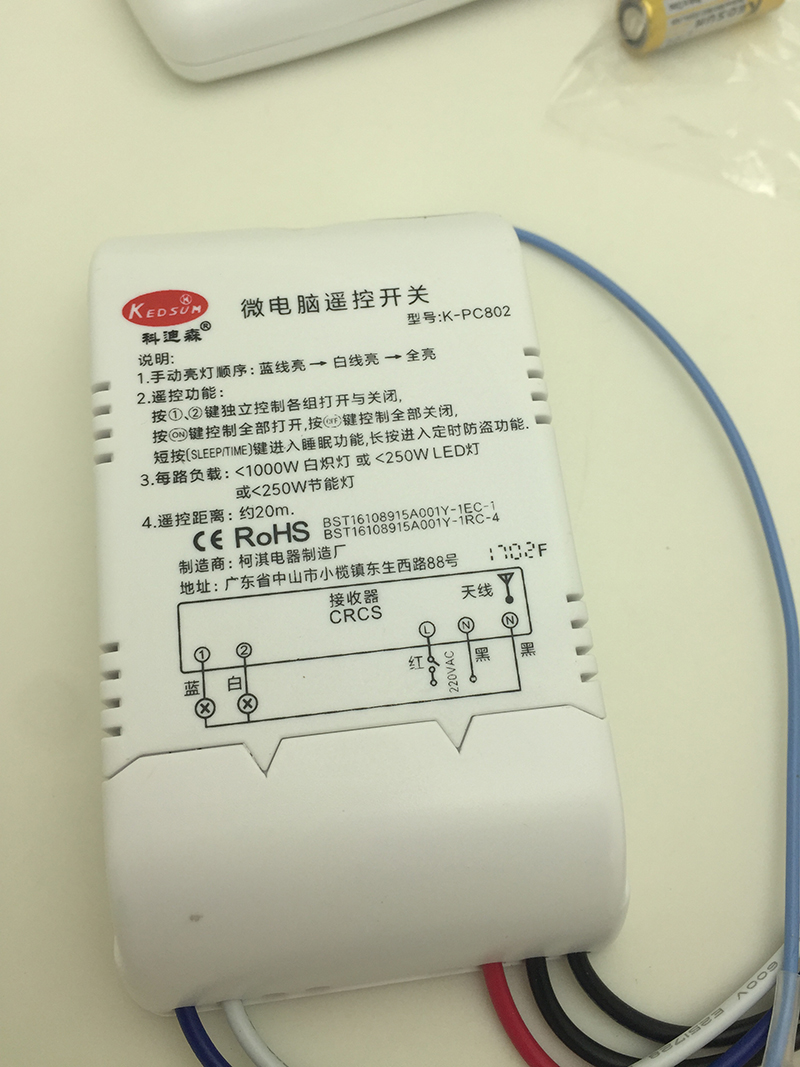 KEDSUM
KEDSUM
科迪森®
微电脑遥控开关
型号:K-PC802
说明:
1.手动亮灯顺序：蓝线亮→白线亮→全亮
2.遥控功能：
按①、②键独立控制各组打开与关闭,
按ON键控制全部打开,按OFF键控制全部关闭,
短按(SLEEP/TIME)键进入睡眠功能,长按进入定时防盗功能.
3.每路负载: <1000W 白炽灯 或 <250W LED灯
或<250W节能灯
4.遥控距离: 约20m.
CE RoHS
BST16108915A001Y-1EC-1
BST16108915A001Y-1RC-4
制造商：柯淇电器制造厂
1702F
地址：广东省中山市小榄镇东生西路88号
接收器
CRCS
天线
① ② L N N
蓝 白 红 220VAC 黑 黑
600V